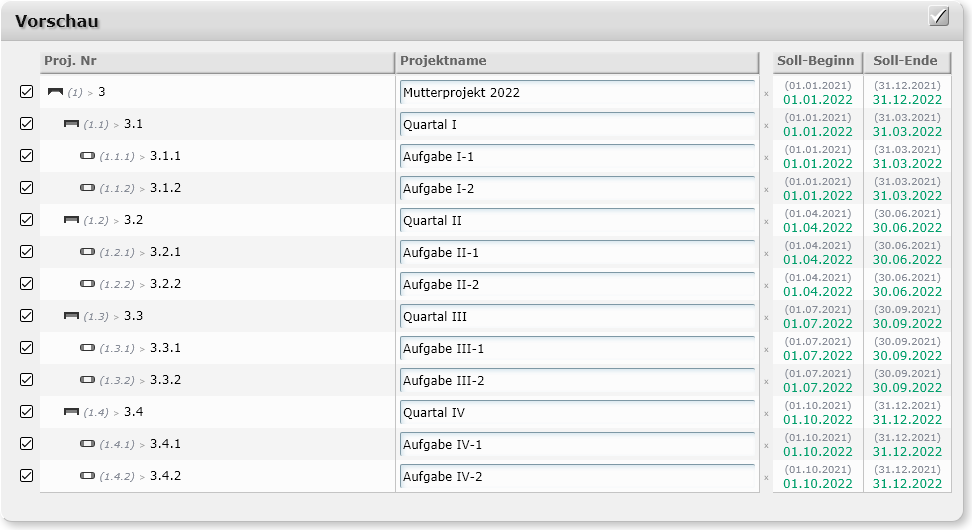 Vorschau
Proj. Nr Projektname Soll-Beginn Soll-Ende
(01.01.2021) (31.12.2021)
(1) > 3 Mutterprojekt 2022 x 01.01.2022 31.12.2022
(01.01.2021) (31.03.2021)
(1.1) > 3.1 Quartal I x 01.01.2022 31.03.2022
(01.01.2021) (31.03.2021)
(1.1.1) > 3.1.1 Aufgabe I-1 x 01.01.2022 31.03.2022
(01.01.2021) (31.03.2021)
(1.1.2) > 3.1.2 Aufgabe I-2 x 01.01.2022 31.03.2022
(01.04.2021) (30.06.2021)
(1.2) > 3.2 Quartal II x 01.04.2022 30.06.2022
(01.04.2021) (30.06.2021)
(1.2.1) > 3.2.1 Aufgabe II-1 x 01.04.2022 30.06.2022
(01.04.2021) (30.06.2021)
(1.2.2) > 3.2.2 Aufgabe II-2 x 01.04.2022 30.06.2022
(01.07.2021) (30.09.2021)
(1.3) > 3.3 Quartal III x 01.07.2022 30.09.2022
(01.07.2021) (30.09.2021)
(1.3.1) > 3.3.1 Aufgabe III-1 x 01.07.2022 30.09.2022
(01.07.2021) (30.09.2021)
(1.3.2) > 3.3.2 Aufgabe III-2 x 01.07.2022 30.09.2022
(01.10.2021) (31.12.2021)
(1.4) > 3.4 Quartal IV x 01.10.2022 31.12.2022
(01.10.2021) (31.12.2021)
(1.4.1) > 3.4.1 Aufgabe IV-1 x 01.10.2022 31.12.2022
(01.10.2021) (31.12.2021)
(1.4.2) > 3.4.2 Aufgabe IV-2 x 01.10.2022 31.12.2022